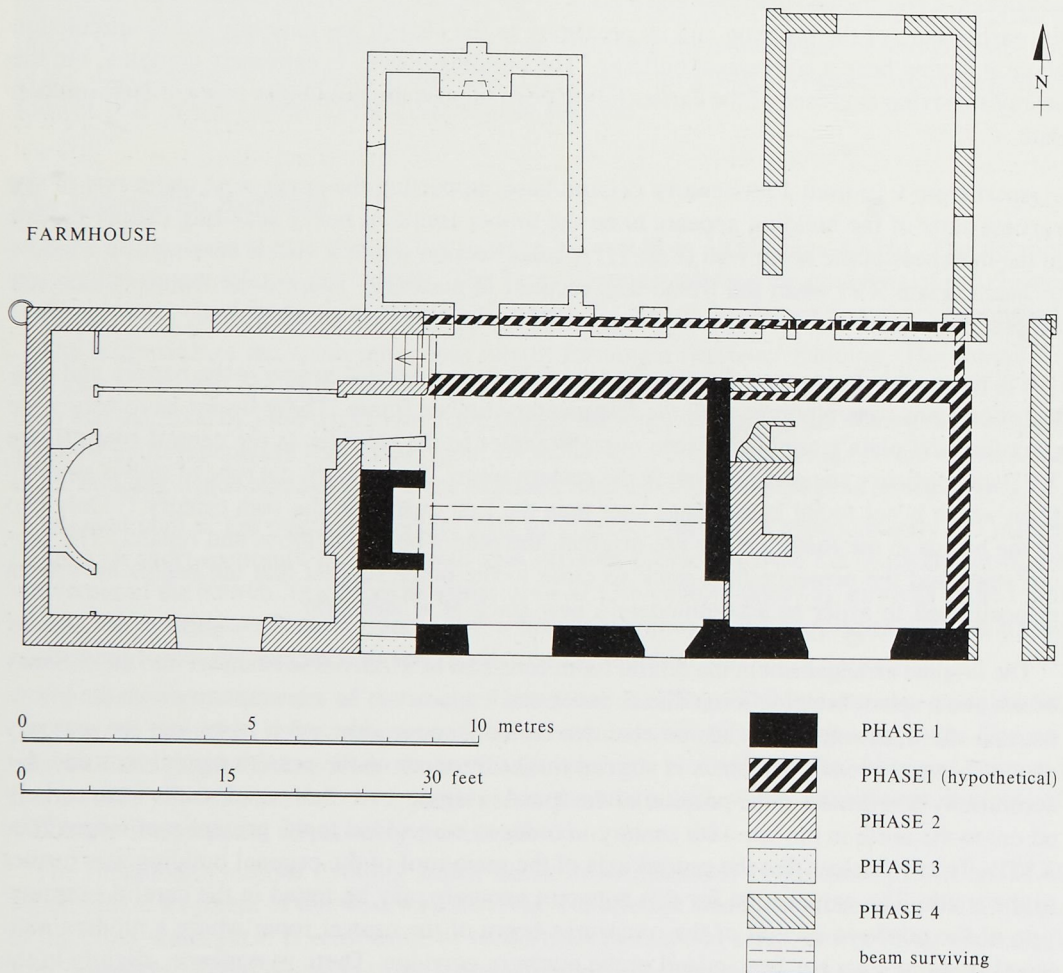 N
FARMHOUSE
0 5 10 metres
0 15 30 feet
PHASE 1
PHASE1 (hypothetical)
PHASE 2
PHASE 3
PHASE 4
beam surviving